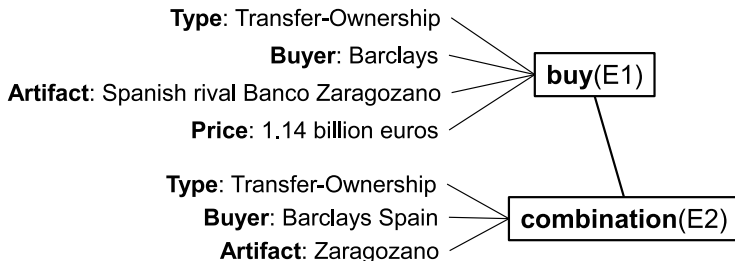 Type: Transfer-Ownership
Buyer: Barclays
buy(E1)
Artifact: Spanish rival Banco Zaragozano
Price: 1.14 billion euros
Type: Transfer-Ownership
Buyer: Barclays Spain
combination(E2)
Artifact: Zaragozano